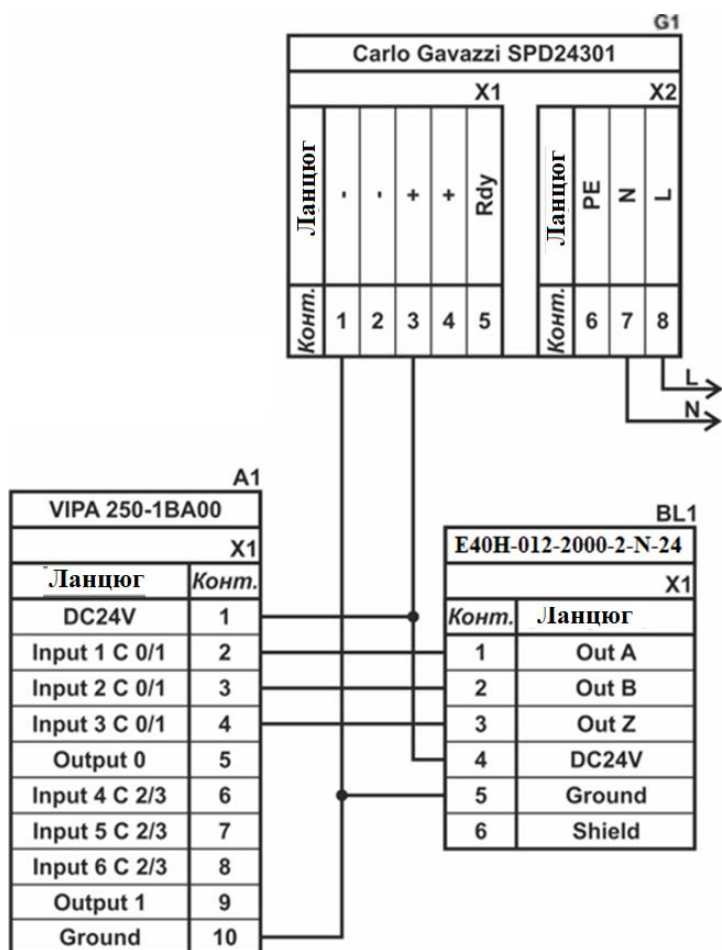 G1
Carlo Gavazzi SPD24301
X1 X2
Ланцюг - - + + Rdy Ланцюг PE N L
Конт. 1 2 3 4 5 Конт. 6 7 8
L
N
A1
VIPA 250-1BA00
X1
Ланцюг Конт.
DC24V 1
Input 1 C 0/1 2
Input 2 C 0/1 3
Input 3 C 0/1 4
Output 0 5
Input 4 C 2/3 6
Input 5 C 2/3 7
Input 6 C 2/3 8
Output 1 9
Ground 10
BL1
E40H-012-2000-2-N-24
X1
Конт. Ланцюг
1 Out A
2 Out B
3 Out Z
4 DC24V
5 Ground
6 Shield